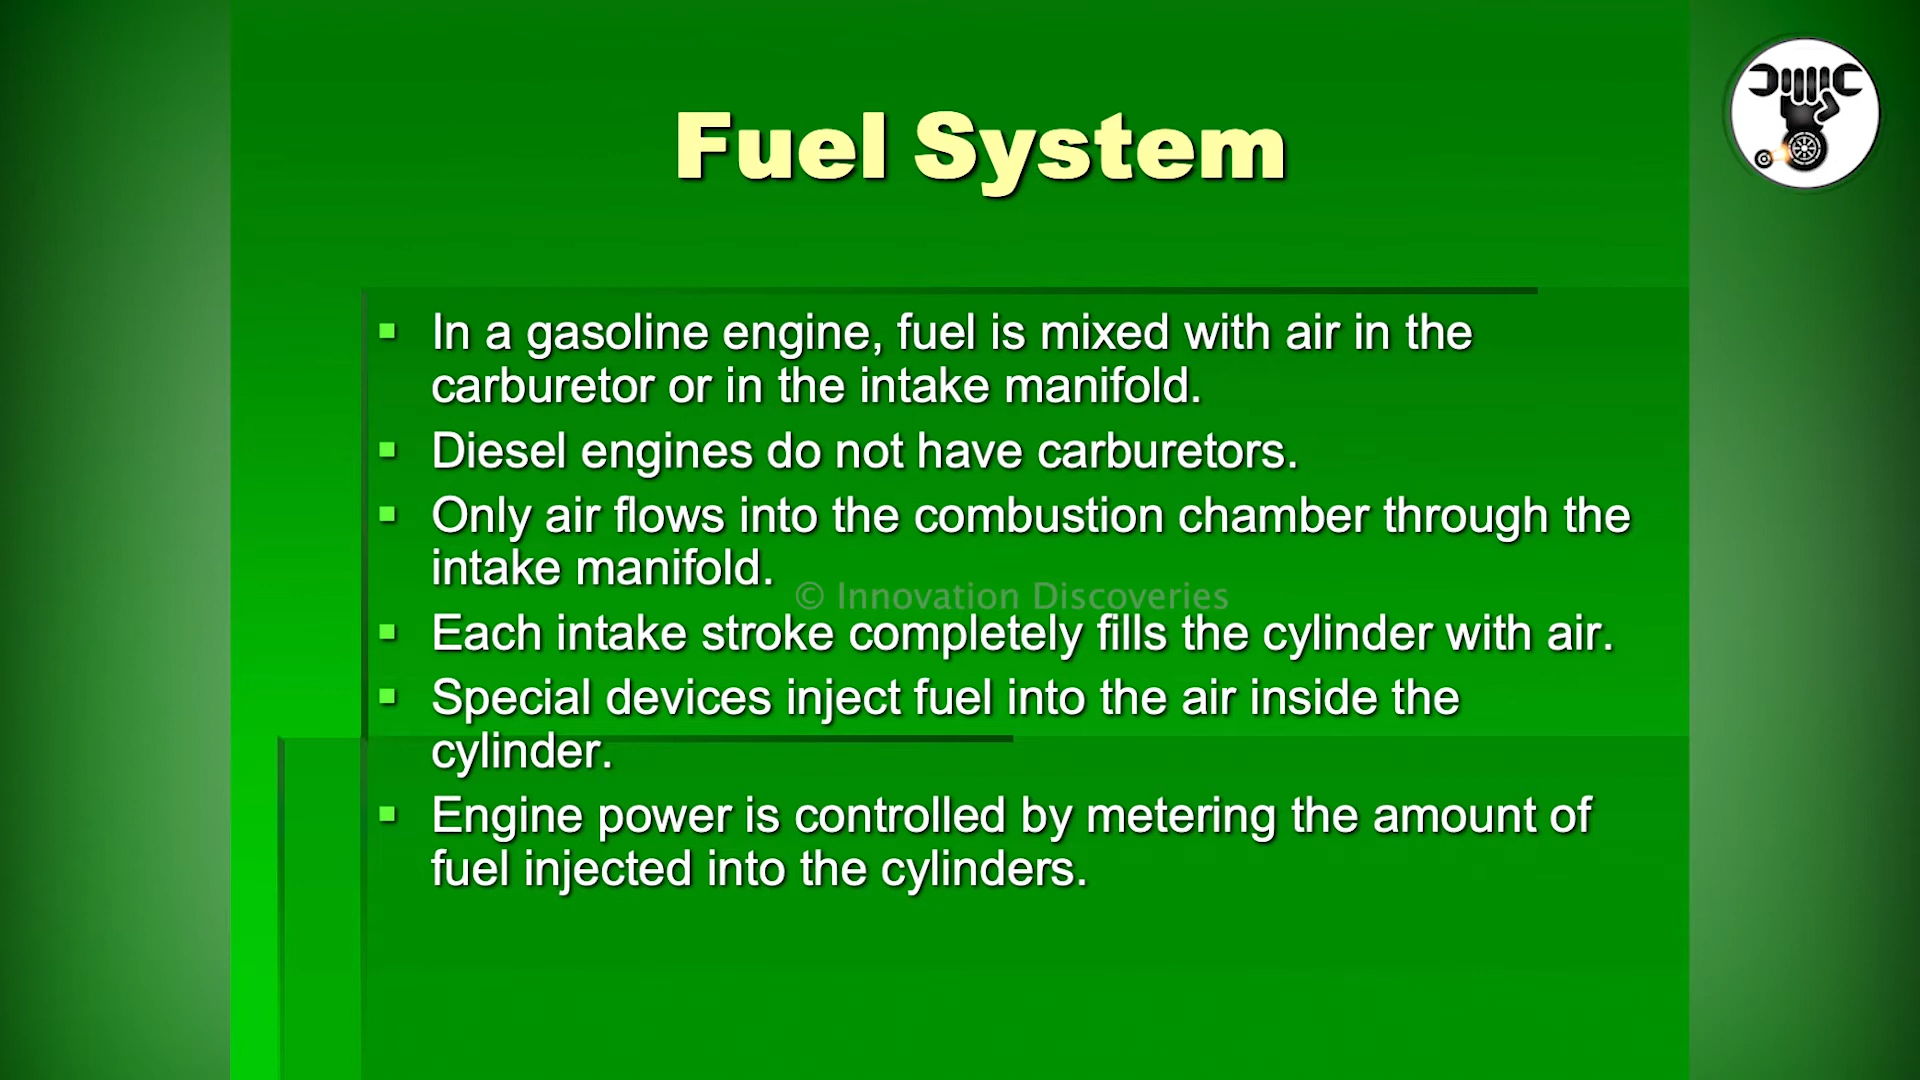 Fuel System
In a gasoline engine, fuel is mixed with air in the
carburetor or in the intake manifold.
Diesel engines do not have carburetors.
Only air flows into the combustion chamber through the
intake manifold.
© Innovation Discoveries
Each intake stroke completely fills the cylinder with air.
Special devices inject fuel into the air inside the
cylinder.
Engine power is controlled by metering the amount of
fuel injected into the cylinders.